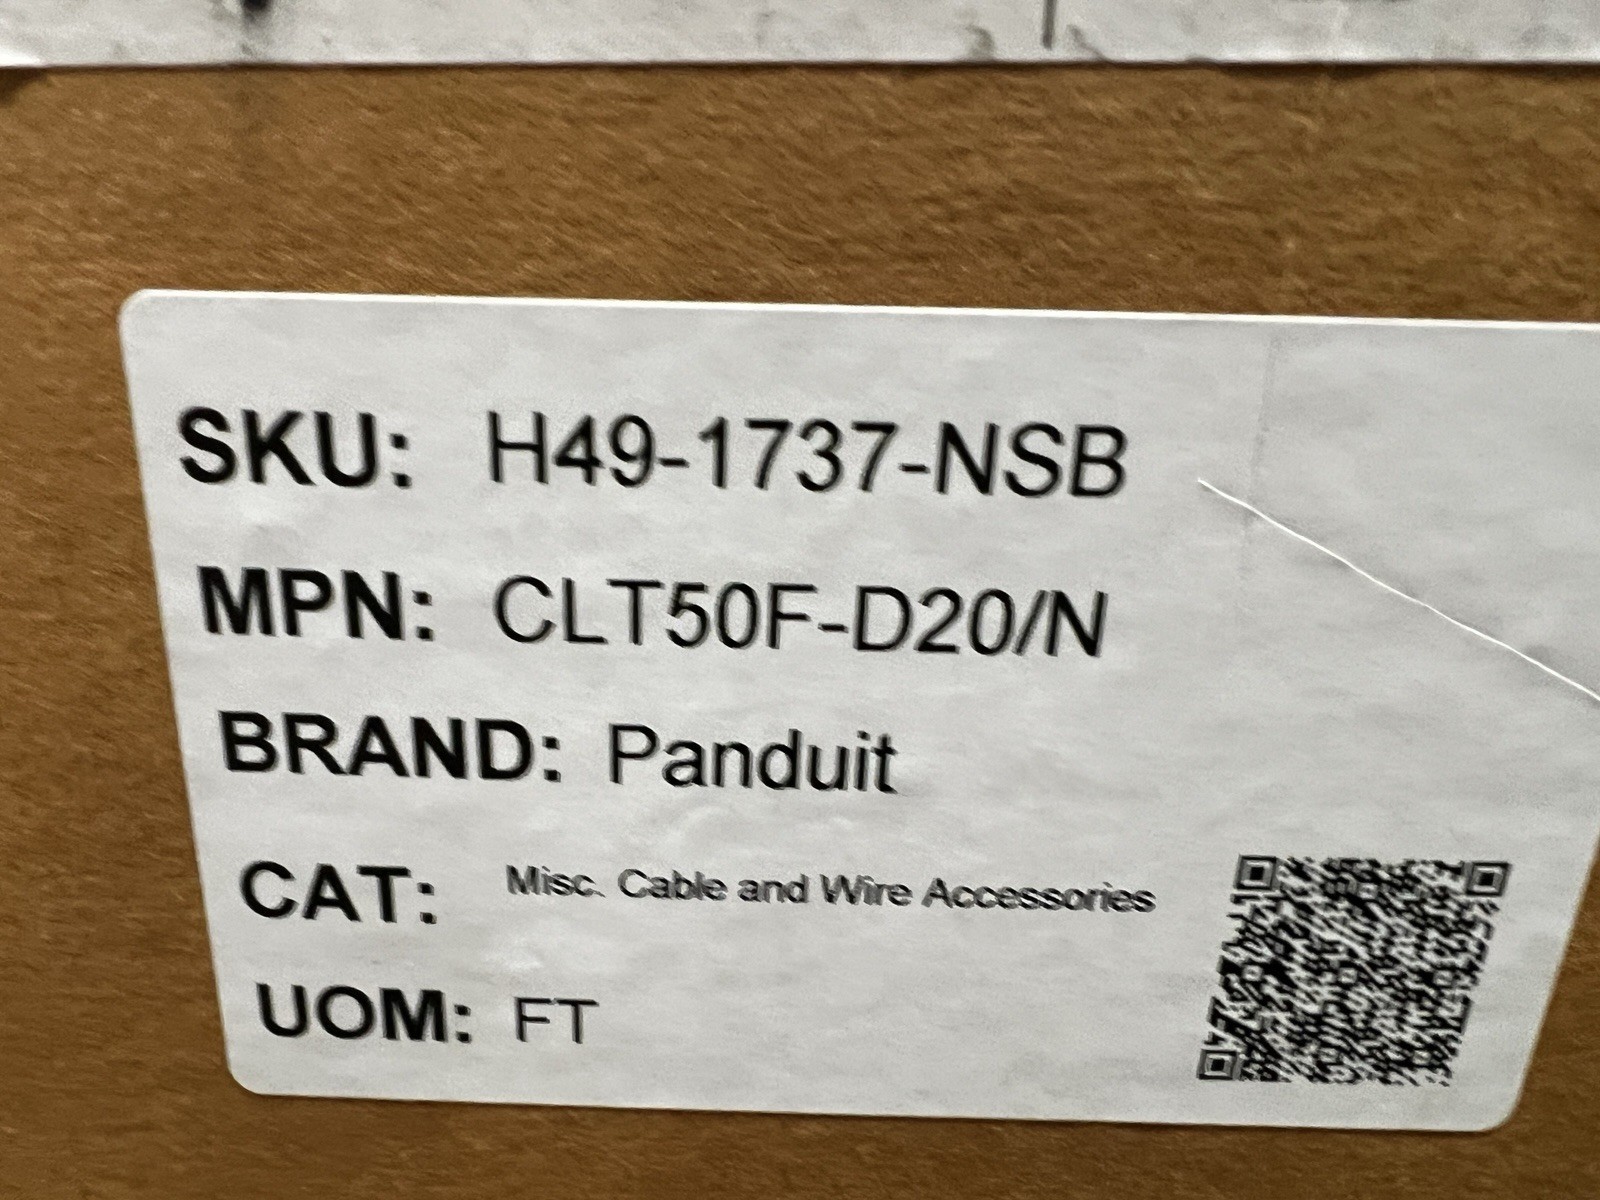 SKU: H49-1737-NSB
MPN: CLT50F-D20/N
BRAND: Panduit
CAT: Misc. Cable and Wire Accessories
UOM: FT